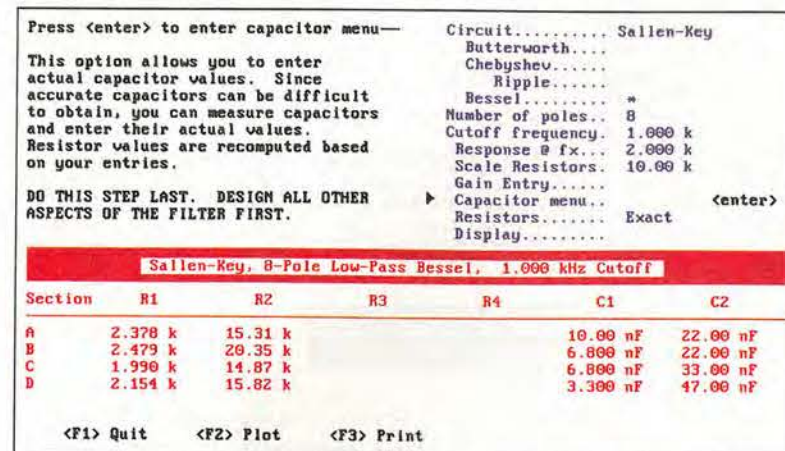 Press <enter> to enter capacitor menu—
This option allows you to enter
actual capacitor values. Since
accurate capacitors can be difficult
to obtain, you can measure capacitors
and enter their actual values.
Resistor values are recomputed based
on your entries.
DO THIS STEP LAST. DESIGN ALL OTHER
ASPECTS OF THE FILTER FIRST.
Circuit.......... Sallen-Key
Butterworth....
Chebyshev......
Ripple......
Bessel......... *
Number of poles.. 8
Cutoff frequency. 1.000 k
Response @ fx... 2.000 k
Scale Resistors. 10.00 k
Gain Entry......
Capacitor menu.. <enter>
Resistors....... Exact
Display.........
Sallen-Key, 8-Pole Low-Pass Bessel, 1.000 kHz Cutoff
Section R1 R2 R3 R4 C1 C2
A 2.378 k 15.31 k 10.00 nF 22.00 nF
B 2.479 k 20.35 k 6.800 nF 22.00 nF
C 1.990 k 14.87 k 6.800 nF 33.00 nF
D 2.154 k 15.82 k 3.300 nF 47.00 nF
<F1> Quit <F2> Plot <F3> Print